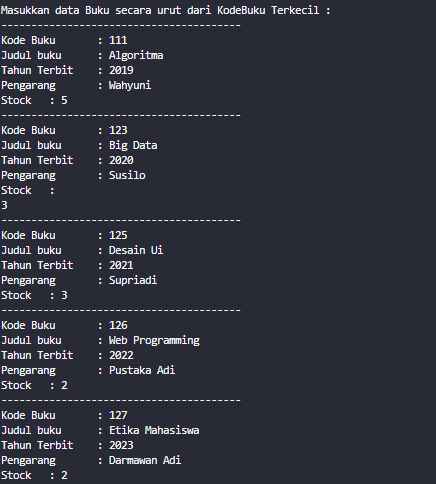 Masukkan data Buku secara urut dari KodeBuku Terkecil :
----------------------------------------
Kode Buku       : 111
Judul buku      : Algoritma
Tahun Terbit    : 2019
Pengarang       : Wahyuni
Stock   : 5
----------------------------------------
Kode Buku       : 123
Judul buku      : Big Data
Tahun Terbit    : 2020
Pengarang       : Susilo
Stock   :
3
----------------------------------------
Kode Buku       : 125
Judul buku      : Desain Ui
Tahun Terbit    : 2021
Pengarang       : Supriadi
Stock   : 3
----------------------------------------
Kode Buku       : 126
Judul buku      : Web Programming
Tahun Terbit    : 2022
Pengarang       : Pustaka Adi
Stock   : 2
----------------------------------------
Kode Buku       : 127
Judul buku      : Etika Mahasiswa
Tahun Terbit    : 2023
Pengarang       : Darmawan Adi
Stock   : 2